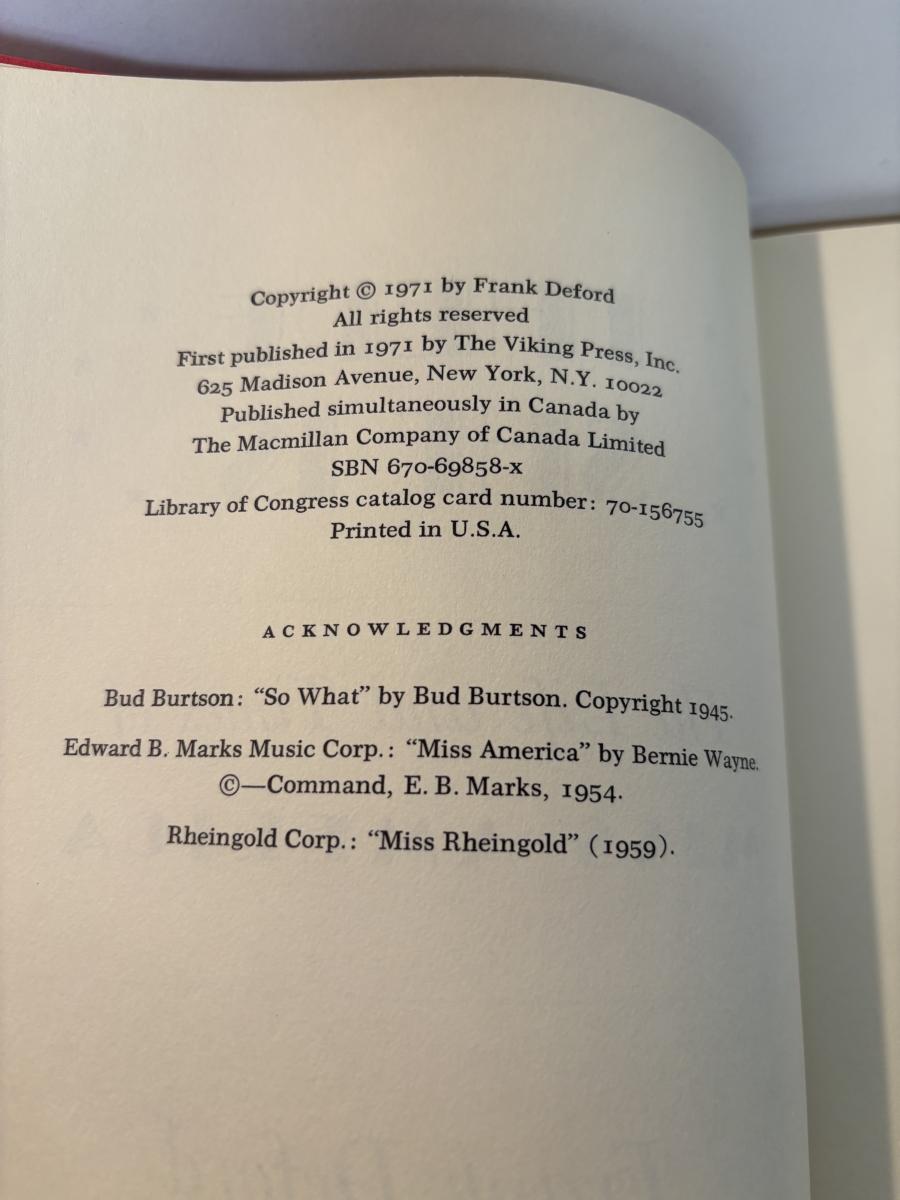 Copyright © 1971 by Frank Deford
All rights reserved
First published in 1971 by The Viking Press, Inc.
625 Madison Avenue, New York, N.Y. 10022
Published simultaneously in Canada by
The Macmillan Company of Canada Limited
SBN 670-69858-x
Library of Congress catalog card number: 70-156755
Printed in U.S.A.
ACKNOWLEDGMENTS
Bud Burtson: “So What” by Bud Burtson. Copyright 1945.
Edward B. Marks Music Corp.: “Miss America” by Bernie Wayne.
©—Command, E. B. Marks, 1954.
Rheingold Corp.: “Miss Rheingold” (1959).